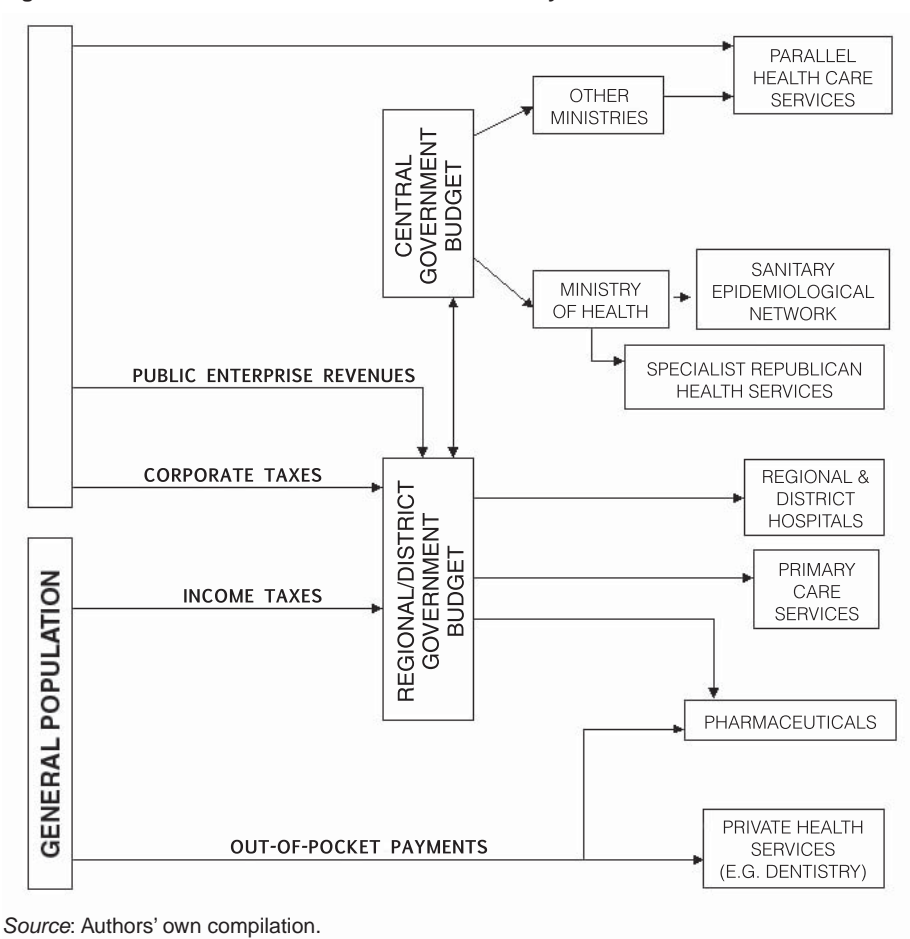 PARALLEL
HEALTH CARE
SERVICES
OTHER
MINISTRIES
CENTRAL
GOVERNMENT
BUDGET
MINISTRY
OF HEALTH
SANITARY
EPIDEMIOLOGICAL
NETWORK
SPECIALIST REPUBLICAN
HEALTH SERVICES
PUBLIC ENTERPRISE REVENUES
CORPORATE TAXES
REGIONAL/DISTRICT
GOVERNMENT
BUDGET
REGIONAL &
DISTRICT
HOSPITALS
PRIMARY
CARE
SERVICES
INCOME TAXES
GENERAL POPULATION
PHARMACEUTICALS
OUT-OF-POCKET PAYMENTS
PRIVATE HEALTH
SERVICES
(E.G. DENTISTRY)
Source: Authors' own compilation.